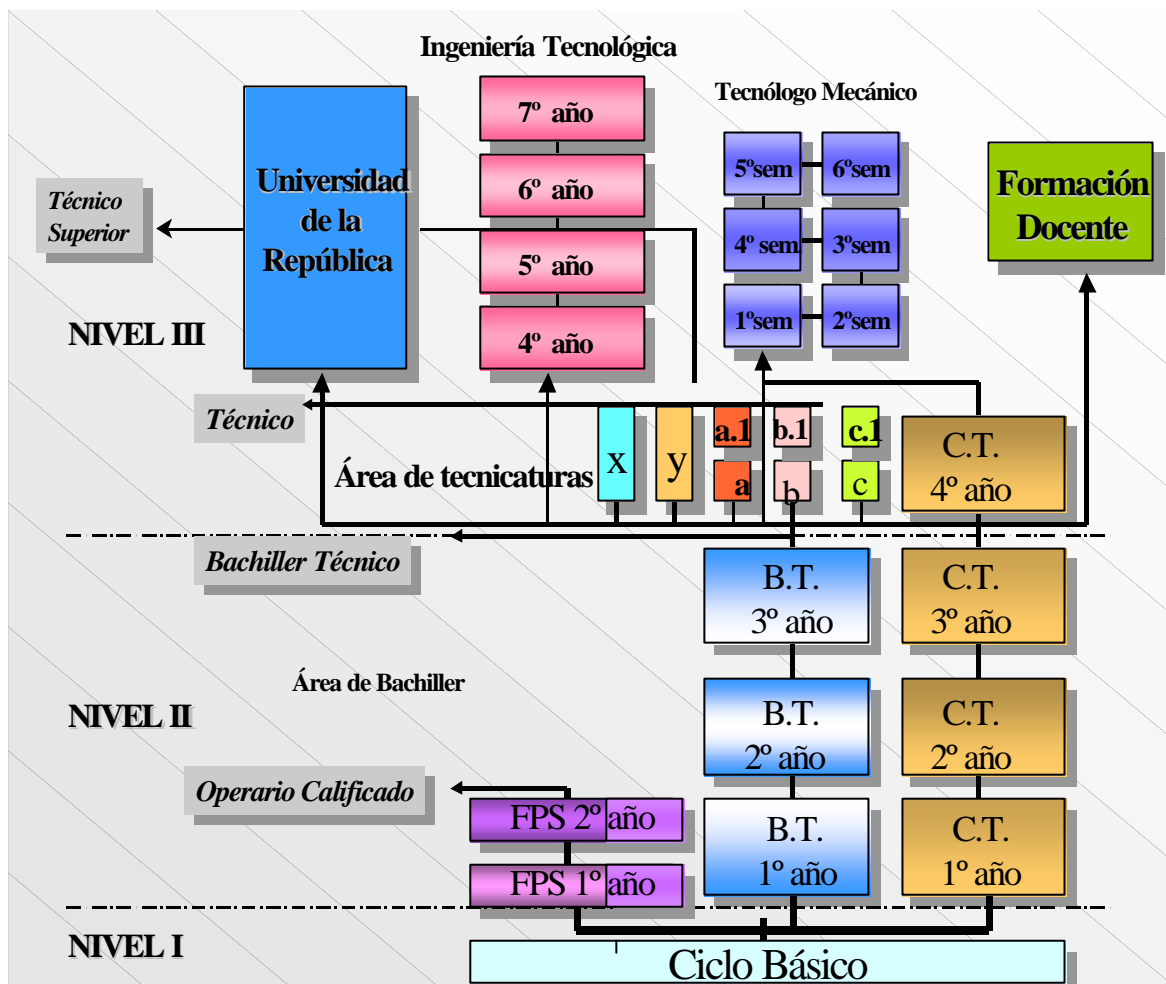 Ingeniería Tecnológica
Tecnólogo Mecánico
7º año
6º año
5º año
4º año
5ºsem
6ºsem
4º sem
3ºsem
1ºsem
2ºsem
Universidad
de la
República
Formación
Docente
Técnico
Superior
NIVEL III
Técnico
Área de tecnicaturas
x
y
a.1
b.1
c.1
a
b
c
C.T.
4º año
Bachiller Técnico
B.T.
3º año
C.T.
3º año
Área de Bachiller
NIVEL II
B.T.
2º año
C.T.
2º año
Operario Calificado
FPS 2º año
B.T.
1º año
C.T.
1º año
FPS 1º año
NIVEL I
Ciclo Básico